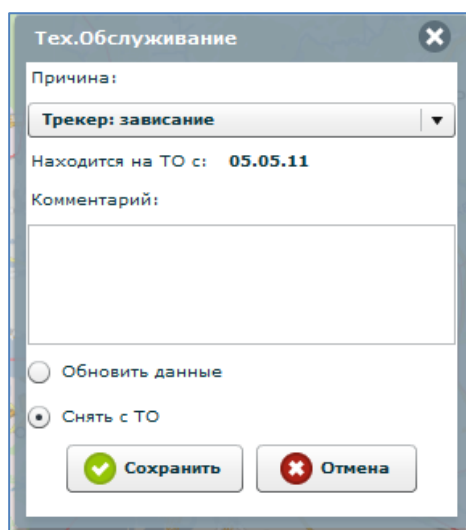 Тех.Обслуживание
Причина:
Трекер: зависание
Находится на ТО с: 05.05.11
Комментарий:
Обновить данные
Снять с ТО
Сохранить Отмена